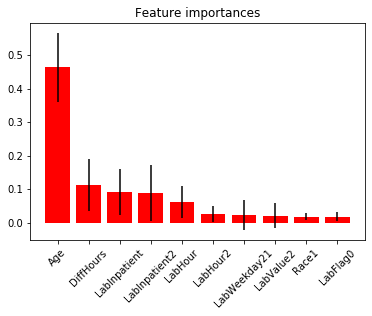 Feature importances
0.5
0.4
0.3
0.2
0.1
0.0
Age
DiffHours
LabInpatient
LabInpatient2
LabHour
LabHour2
LabWeekday21
LabValue2
Race1
LabFlag0